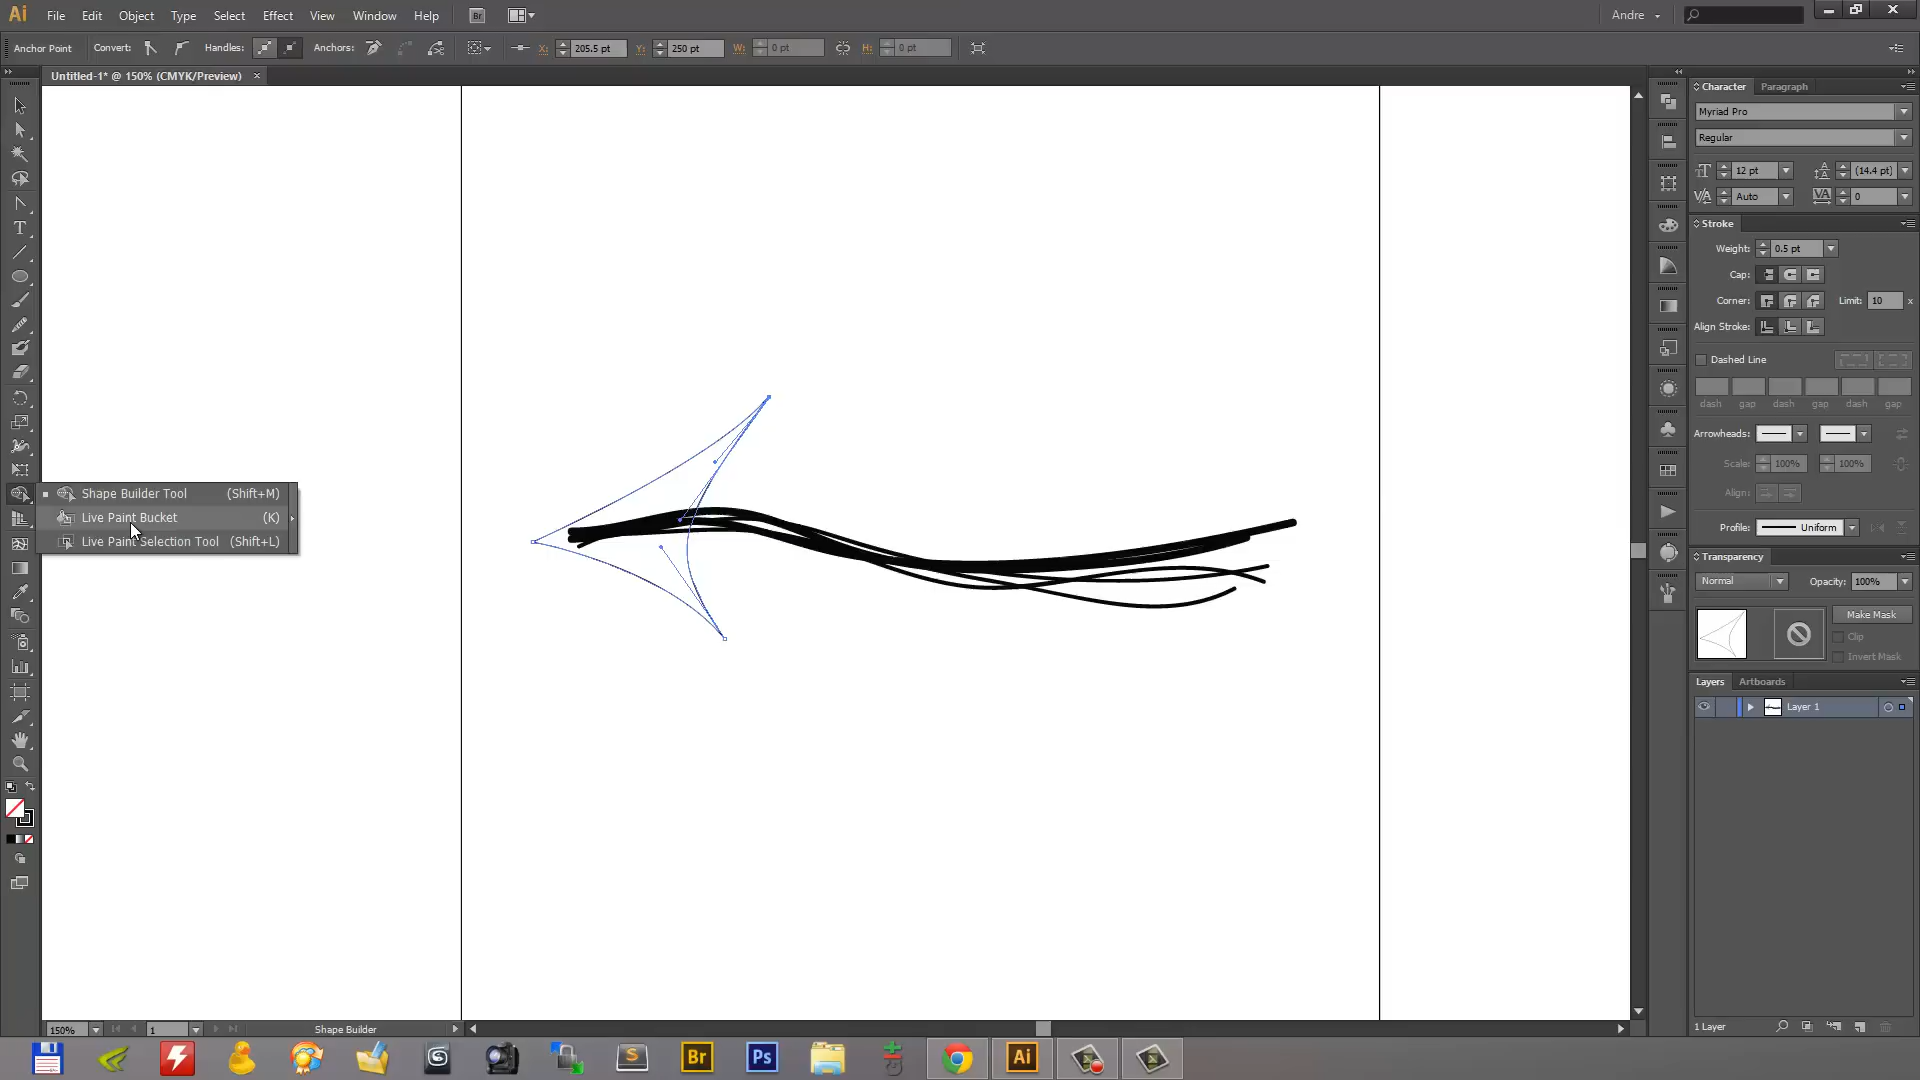 Ai File Edit Object Type Select Effect View Window Help Br Andre
Anchor Point Convert: Handles: Anchors: X: 205.5 pt Y: 250 pt W: 0 pt H: 0 pt
Untitled-1* @ 150% (CMYK/Preview) ×
Character Paragraph
Myriad Pro
Regular
12 pt (14.4 pt)
Auto 0
Stroke
Weight: 0.5 pt
Cap:
Corner: Limit: 10 x
Align Stroke:
Dashed Line
dash gap dash gap dash gap
Arrowheads:
Scale: 100% 100%
Align:
Profile: Uniform
Shape Builder Tool (Shift+M)
Live Paint Bucket (K)
Live Paint Selection Tool (Shift+L)
Transparency
Normal Opacity: 100%
Make Mask
Clip
Invert Mask
Layers Artboards
Layer 1
1 Layer
150% 1 Shape Builder
S Br Ps Ai